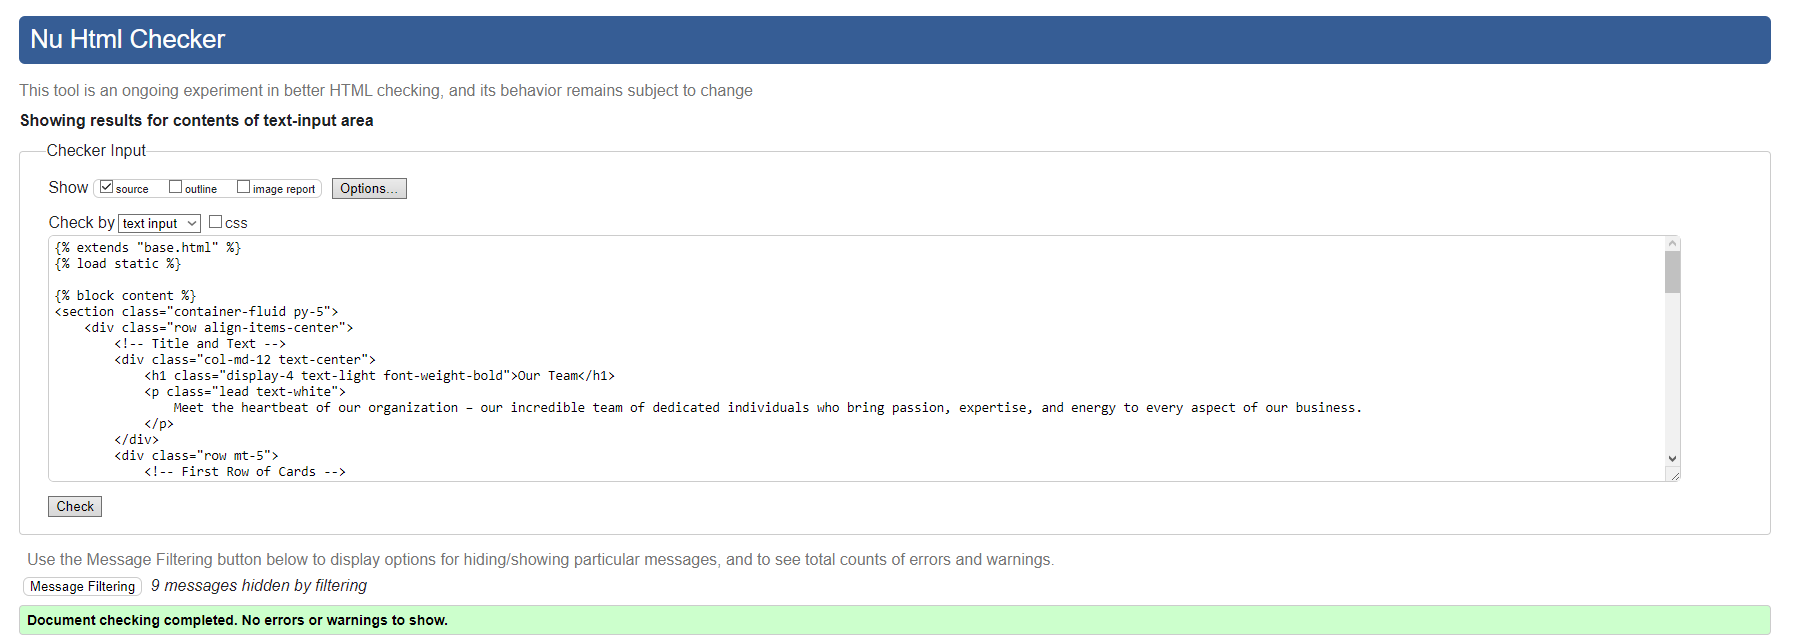 Nu Html Checker
This tool is an ongoing experiment in better HTML checking, and its behavior remains subject to change
Showing results for contents of text-input area
Checker Input
Show source outline image report Options...
Check by text input css
{% extends "base.html" %}
{% load static %}
{% block content %}
<section class="container-fluid py-5">
<div class="row align-items-center">
<!-- Title and Text -->
<div class="col-md-12 text-center">
<h1 class="display-4 text-light font-weight-bold">Our Team</h1>
<p class="lead text-white">
Meet the heartbeat of our organization – our incredible team of dedicated individuals who bring passion, expertise, and energy to every aspect of our business.
</p>
</div>
<div class="row mt-5">
<!-- First Row of Cards -->
Check
Use the Message Filtering button below to display options for hiding/showing particular messages, and to see total counts of errors and warnings.
Message Filtering 9 messages hidden by filtering
Document checking completed. No errors or warnings to show.